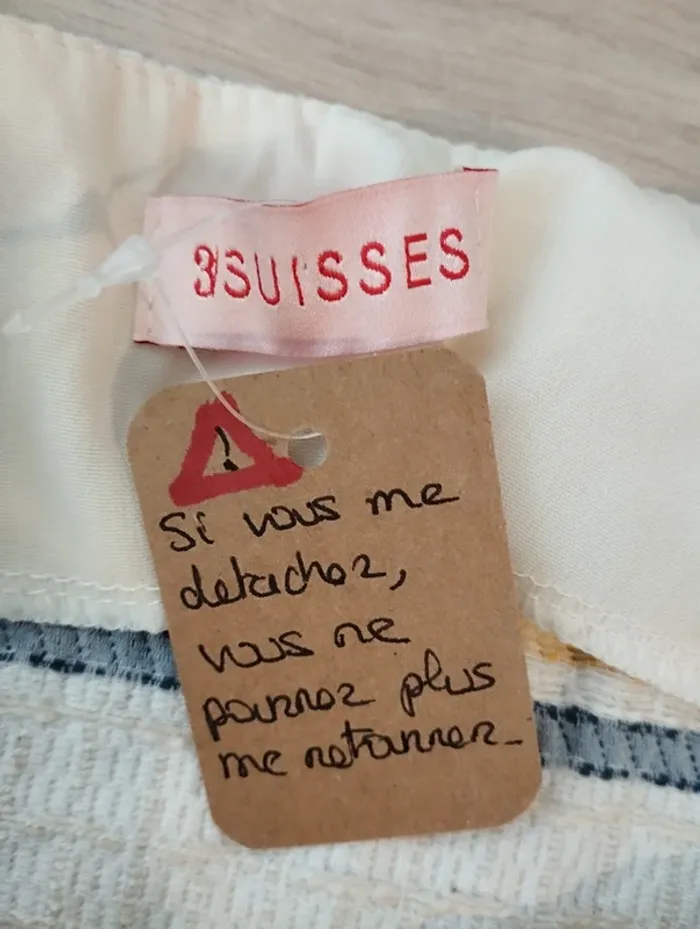 3SUISSES
!
Si vous me
detachez,
vous ne
pourrez plus
me retourner_